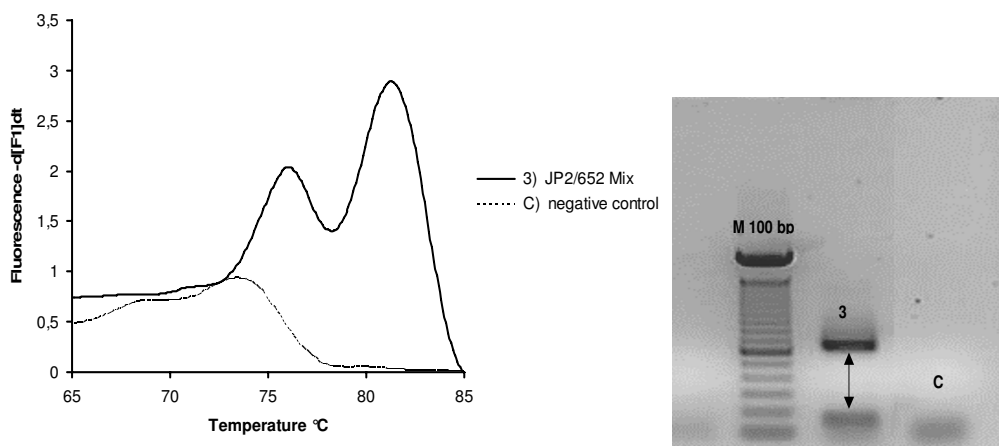 3,5
3
2,5
2
1,5
1
0,5
0
65
70
75
80
85
Fluorescence -d[F1]dt
Temperature °C
3) JP2/652 Mix
C) negative control
M 100 bp
3
C